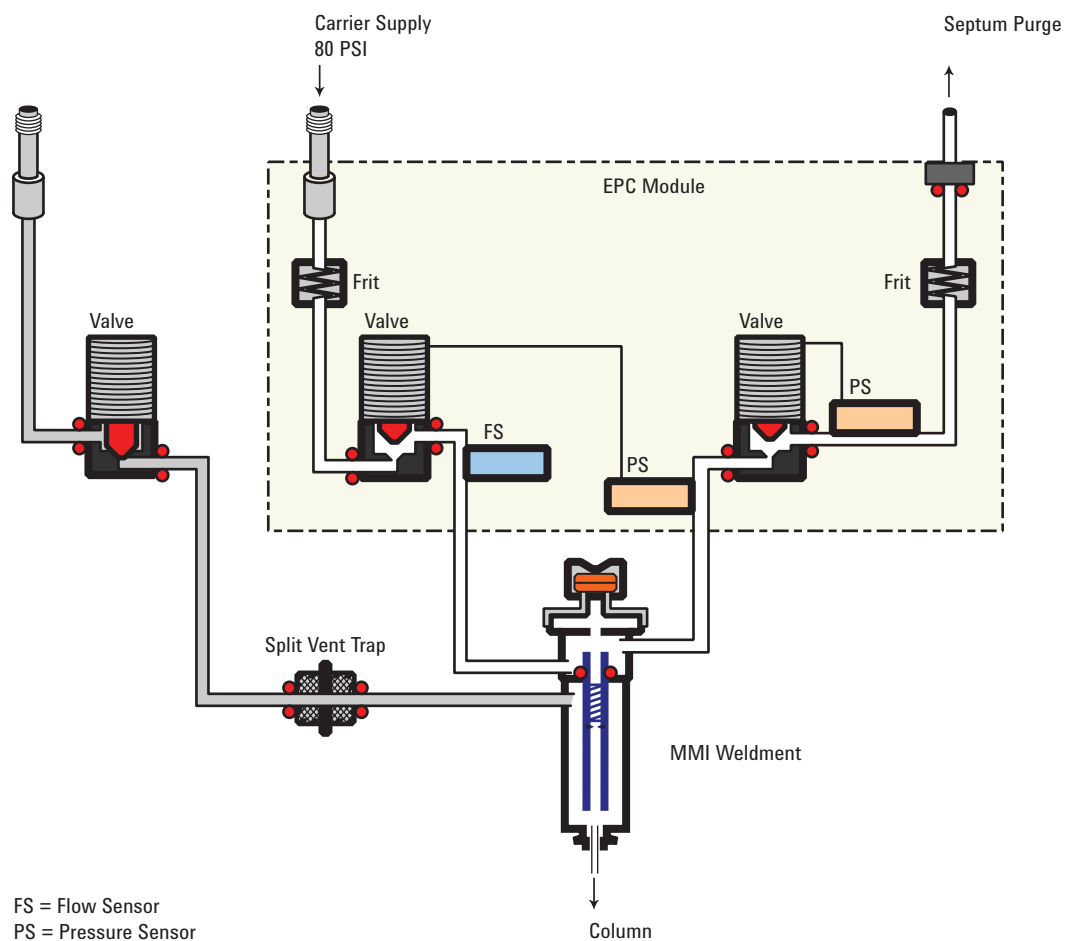 Carrier Supply
80 PSI
Septum Purge
EPC Module
Frit
Frit
Valve
Valve
Valve
PS
FS
PS
Split Vent Trap
MMI Weldment
FS = Flow Sensor
PS = Pressure Sensor
Column